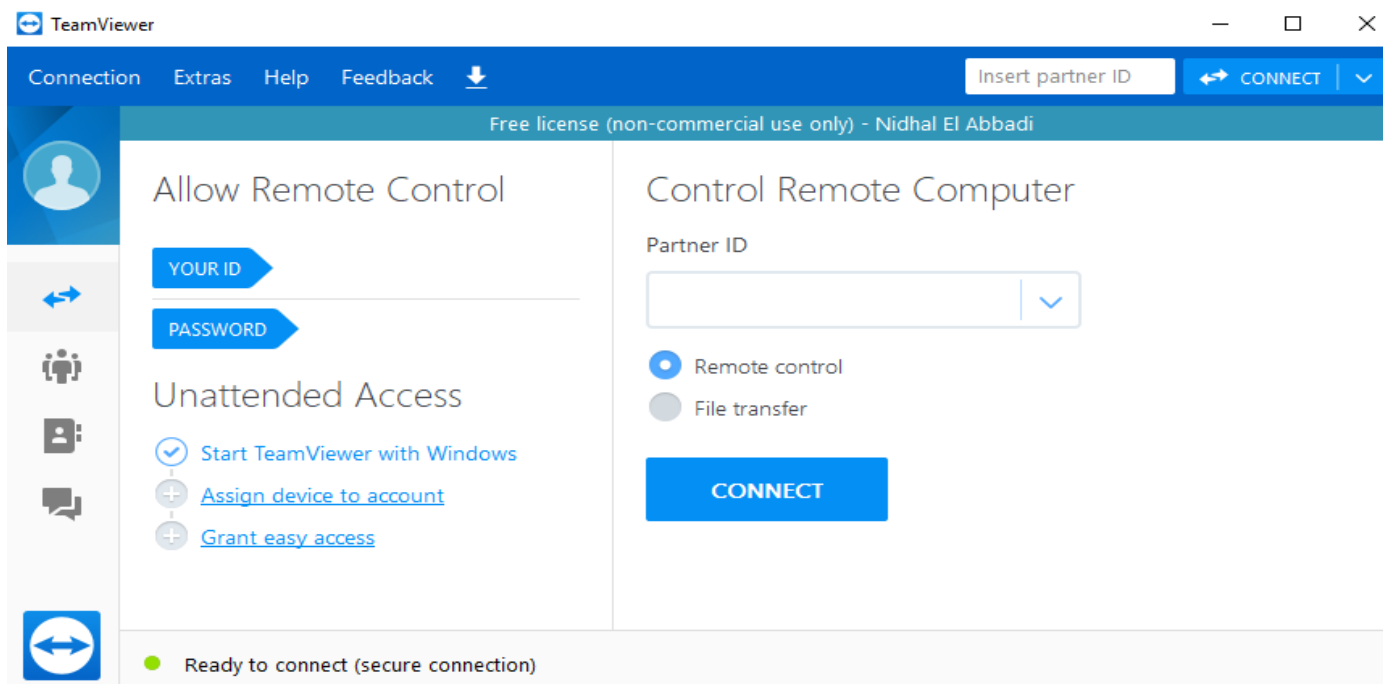 TeamViewer
Connection Extras Help Feedback Insert partner ID CONNECT
Free license (non-commercial use only) - Nidhal El Abbadi
Allow Remote Control
YOUR ID
PASSWORD
Unattended Access
Start TeamViewer with Windows
Assign device to account
Grant easy access
Control Remote Computer
Partner ID
Remote control
File transfer
CONNECT
Ready to connect (secure connection)